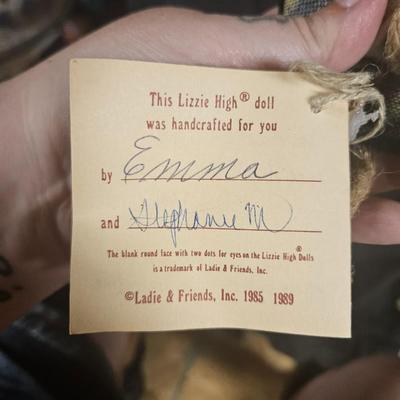 This Lizzie High® doll
was handcrafted for you
by Emma
and Stephanie M
The blank round face with two dots for eyes on the Lizzie High® Dolls
is a trademark of Ladie & Friends, Inc.
©Ladie & Friends, Inc. 1985 1989